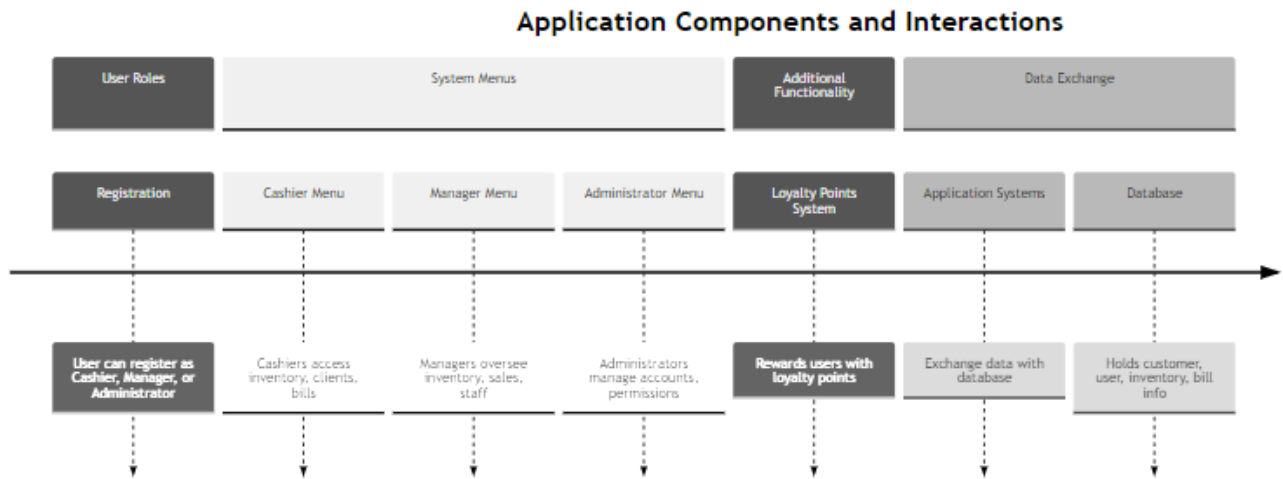 Application Components and Interactions
User Roles
System Menus
Additional
Functionality
Data Exchange
Registration
Cashier Menu
Manager Menu
Administrator Menu
Loyalty Points
System
Application Systems
Database
User can register as
Cashier, Manager, or
Administrator
Cashiers access
inventory, clients,
bills
Managers oversee
inventory, sales,
staff
Administrators
manage accounts,
permissions
Rewards users with
loyalty points
Exchange data with
database
Holds customer,
user, inventory, bill
info